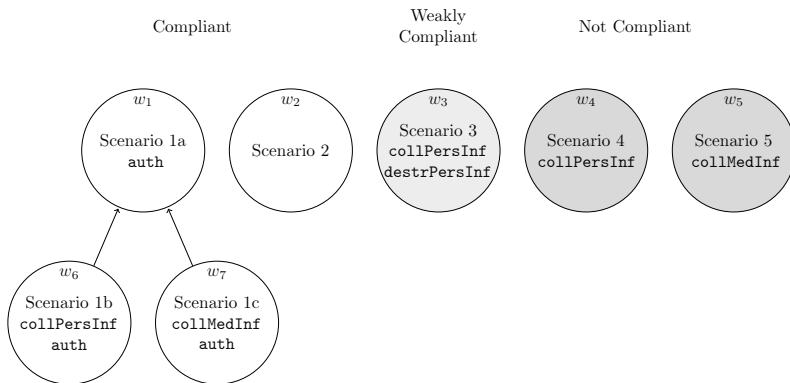 Compliant
Weakly
Compliant
Not Compliant
w1
Scenario 1a
auth
w2
Scenario 2
w3
Scenario 3
collPersInf
destrPersInf
w4
Scenario 4
collPersInf
w5
Scenario 5
collMedInf
w6
Scenario 1b
collPersInf
auth
w7
Scenario 1c
collMedInf
auth